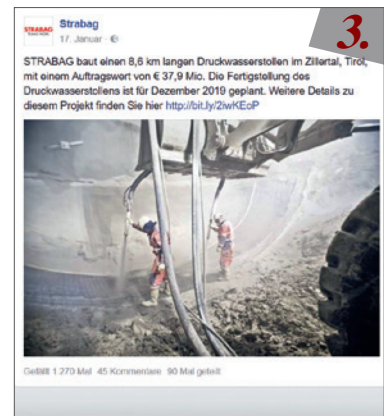 3.
STRABAG
Strabag
17. Januar ·
STRABAG baut einen 8,6 km langen Druckwasserstollen im Zillertal, Tirol,
mit einem Auftragswert von € 37,9 Mio. Die Fertigstellung des
Druckwasserstollens ist für Dezember 2019 geplant. Weitere Details zu
diesem Projekt finden Sie hier http://bit.ly/2iwKEoP
Gefällt 1 270 Mal 45 Kommentare 90 Mal geteilt